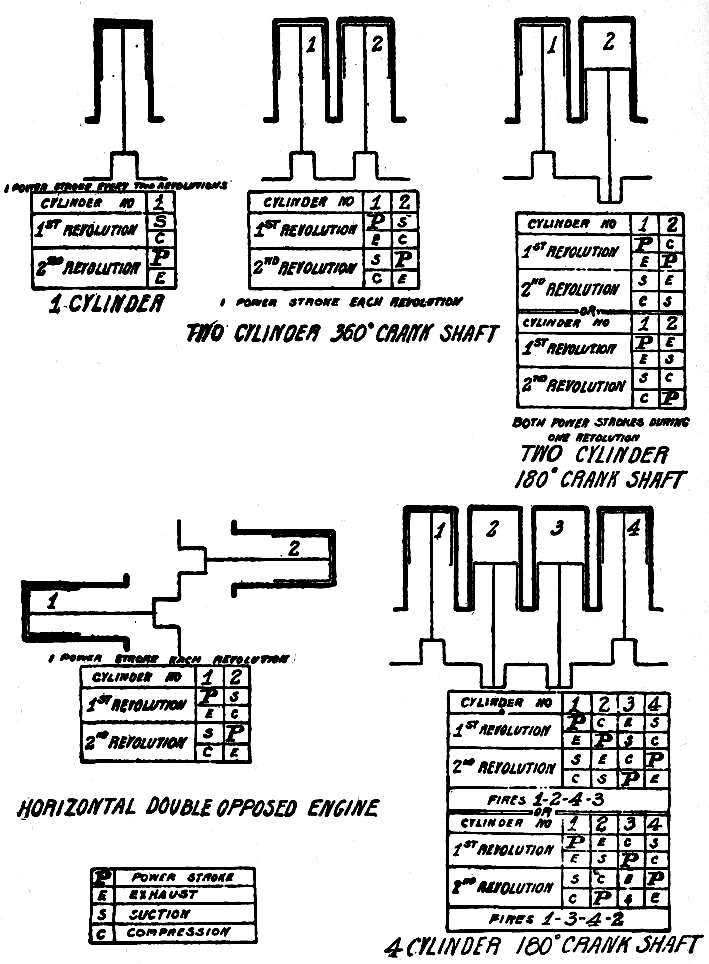 1 2
1 2
1 POWER STROKE EVERY TWO REVOLUTIONS
CYLINDER NO 1
1ST REVOLUTION S
C
2ND REVOLUTION P
E
1 CYLINDER
CYLINDER NO 1 2
1ST REVOLUTION P S
E C
2ND REVOLUTION S P
C E
1 POWER STROKE EACH REVOLUTION
TWO CYLINDER 360° CRANK SHAFT
CYLINDER NO 1 2
1ST REVOLUTION P C
E P
2ND REVOLUTION S E
C S
OR
CYLINDER NO 1 2
1ST REVOLUTION P E
E S
2ND REVOLUTION S C
C P
BOTH POWER STROKES DURING
ONE REVOLUTION
TWO CYLINDER
180° CRANK SHAFT
2
1
1 POWER STROKE EACH REVOLUTION
CYLINDER NO 1 2
1ST REVOLUTION P S
E C
2ND REVOLUTION S P
C E
HORIZONTAL DOUBLE OPPOSED ENGINE
P POWER STROKE
E EXHAUST
S SUCTION
C COMPRESSION
1 2 3 4
CYLINDER NO 1 2 3 4
1ST REVOLUTION P C E S
E P S C
2ND REVOLUTION S E C P
C S P E
FIRES 1-2-4-3
OR
CYLINDER NO 1 2 3 4
1ST REVOLUTION P E C S
E S P C
2ND REVOLUTION S C E P
C P E
FIRES 1-3-4-2
4 CYLINDER 180° CRANK SHAFT